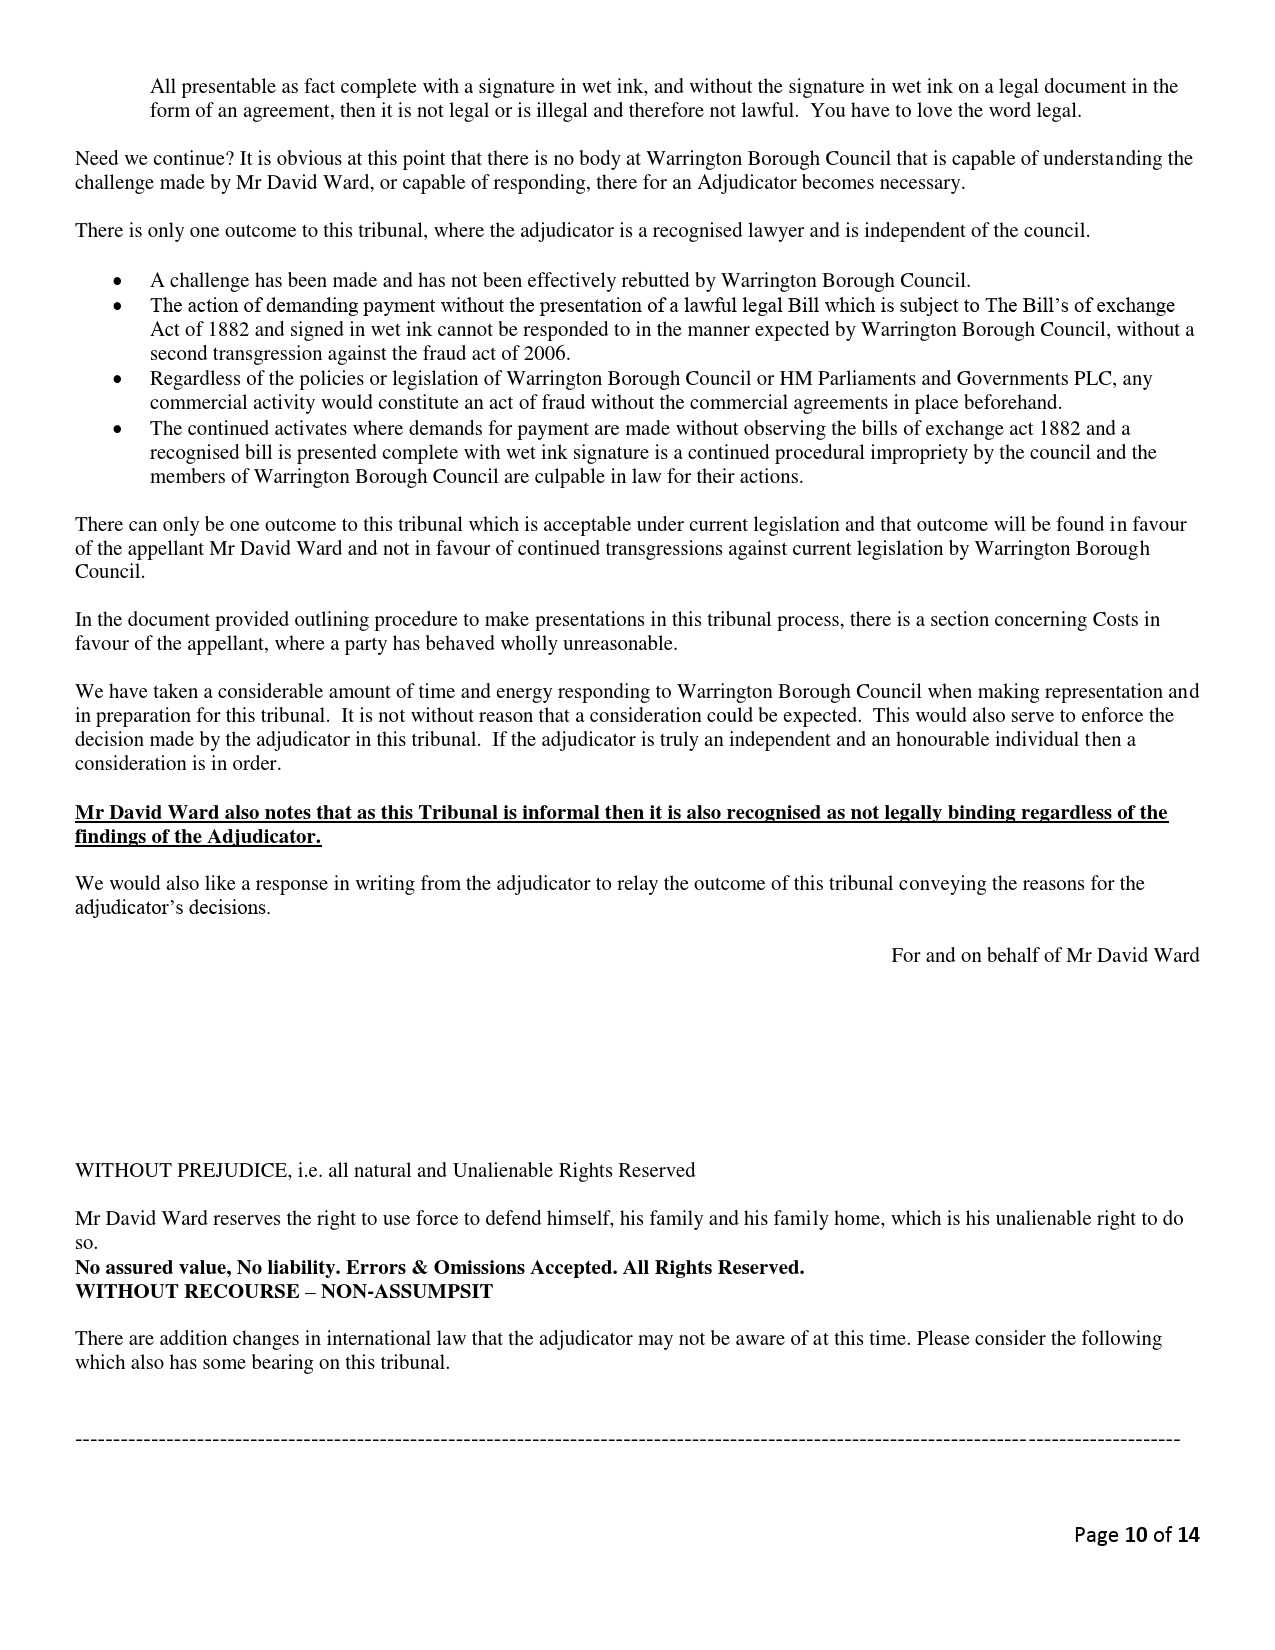 All presentable as fact complete with a signature in wet ink, and without the signature in wet ink on a legal document in the
form of an agreement, then it is not legal or is illegal and therefore not lawful.  You have to love the word legal.
Need we continue? It is obvious at this point that there is no body at Warrington Borough Council that is capable of understanding the
challenge made by Mr David Ward, or capable of responding, there for an Adjudicator becomes necessary.
There is only one outcome to this tribunal, where the adjudicator is a recognised lawyer and is independent of the council.
• A challenge has been made and has not been effectively rebutted by Warrington Borough Council.
• The action of demanding payment without the presentation of a lawful legal Bill which is subject to The Bill’s of exchange
Act of 1882 and signed in wet ink cannot be responded to in the manner expected by Warrington Borough Council, without a
second transgression against the fraud act of 2006.
• Regardless of the policies or legislation of Warrington Borough Council or HM Parliaments and Governments PLC, any
commercial activity would constitute an act of fraud without the commercial agreements in place beforehand.
• The continued activates where demands for payment are made without observing the bills of exchange act 1882 and a
recognised bill is presented complete with wet ink signature is a continued procedural impropriety by the council and the
members of Warrington Borough Council are culpable in law for their actions.
There can only be one outcome to this tribunal which is acceptable under current legislation and that outcome will be found in favour
of the appellant Mr David Ward and not in favour of continued transgressions against current legislation by Warrington Borough
Council.
In the document provided outlining procedure to make presentations in this tribunal process, there is a section concerning Costs in
favour of the appellant, where a party has behaved wholly unreasonable.
We have taken a considerable amount of time and energy responding to Warrington Borough Council when making representation and
in preparation for this tribunal.  It is not without reason that a consideration could be expected.  This would also serve to enforce the
decision made by the adjudicator in this tribunal.  If the adjudicator is truly an independent and an honourable individual then a
consideration is in order.
Mr David Ward also notes that as this Tribunal is informal then it is also recognised as not legally binding regardless of the
findings of the Adjudicator.
We would also like a response in writing from the adjudicator to relay the outcome of this tribunal conveying the reasons for the
adjudicator’s decisions.
For and on behalf of Mr David Ward
WITHOUT PREJUDICE, i.e. all natural and Unalienable Rights Reserved
Mr David Ward reserves the right to use force to defend himself, his family and his family home, which is his unalienable right to do
so.
No assured value, No liability. Errors & Omissions Accepted. All Rights Reserved.
WITHOUT RECOURSE – NON-ASSUMPSIT
There are addition changes in international law that the adjudicator may not be aware of at this time. Please consider the following
which also has some bearing on this tribunal.
----------------------------------------------------------------------------------------------------------------------------------------------------
Page 10 of 14